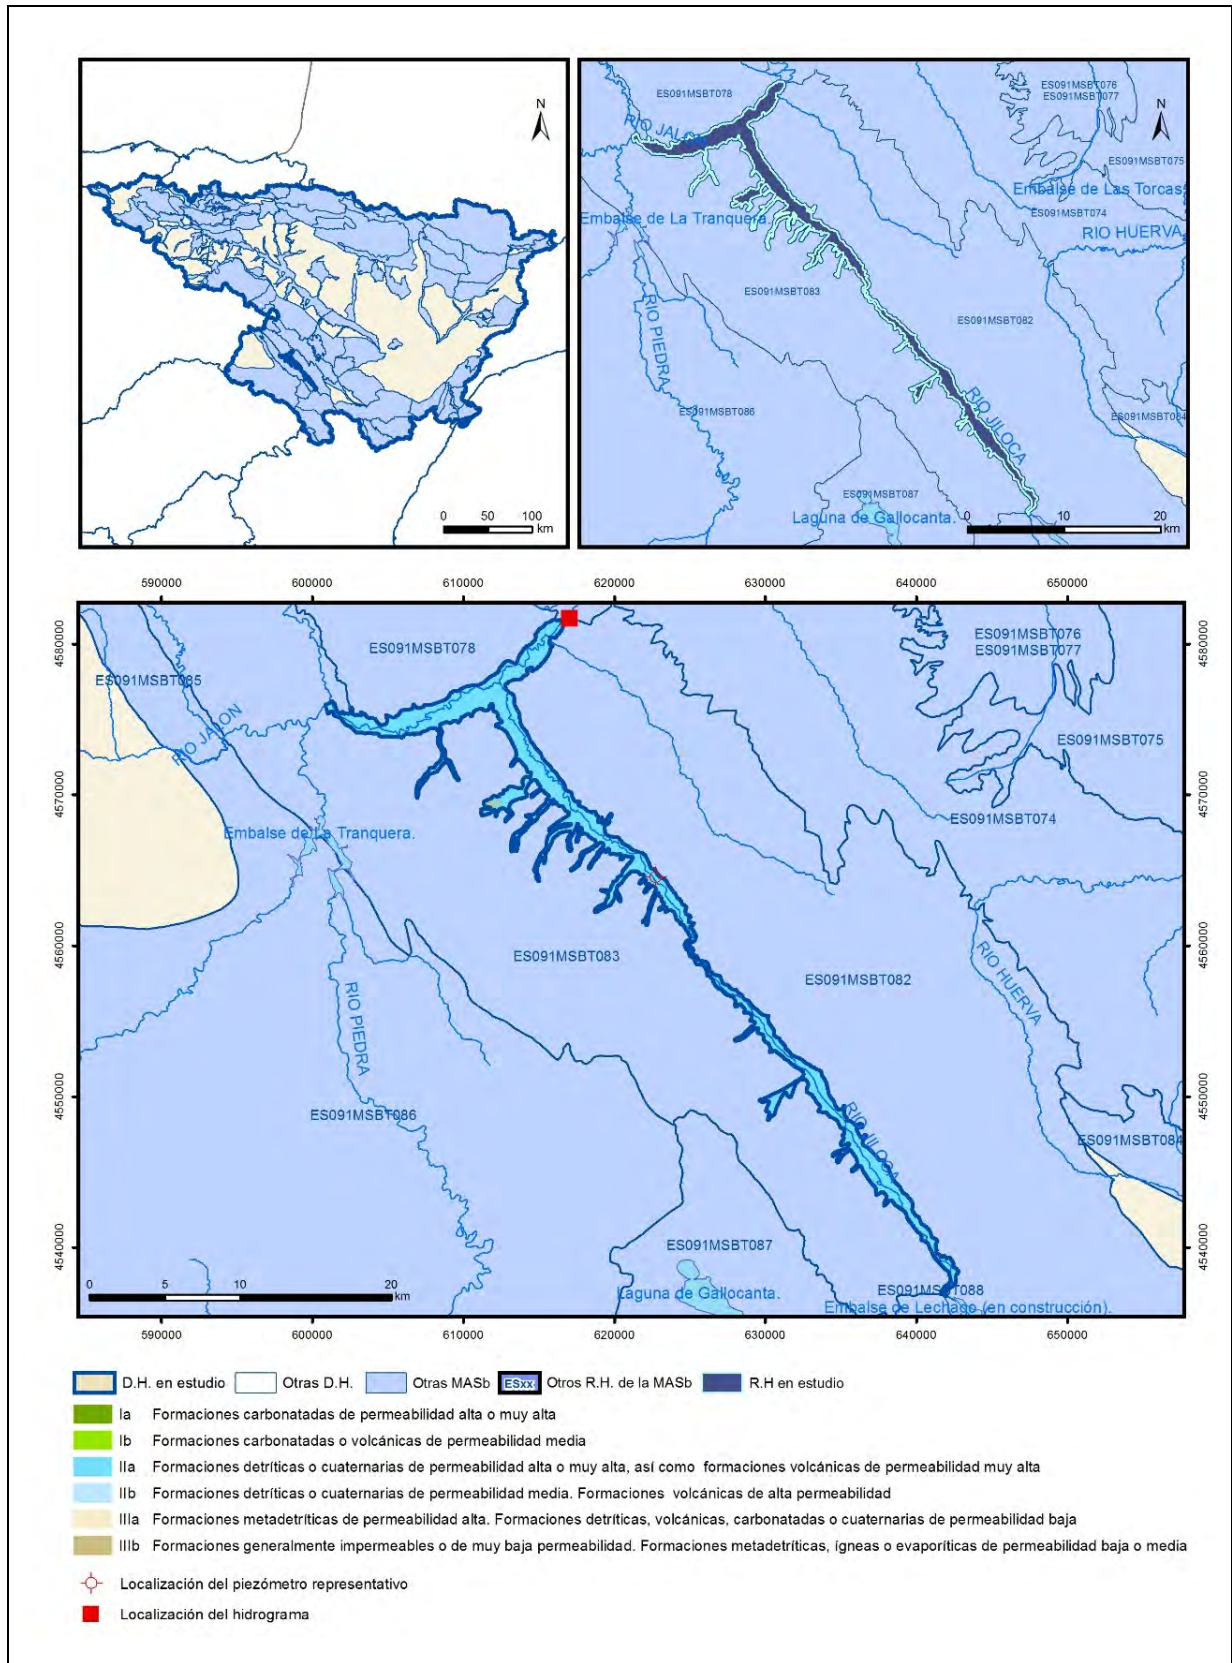 N
0 50 100
km
ES091MSBT078
RIO JALON
ES091MSBT076
ES091MSBT077
N
ES091MSBT075
Embalse de Las Torcas.
ES091MSBT074
Embalse de La Tranquera.
RIO HUERVA
ES091MSBT083
RIO PIEDRA
ES091MSBT082
ES091MSBT086
RIO JILOCA
ES091MSBT084
ES091MSBT087
Laguna de Gallocanta.
0 10 20
km
590000 600000 610000 620000 630000 640000 650000
4580000 4580000
ES091MSBT078
ES091MSBT076
ES091MSBT077
ES091MSBT085
RIO JALON
ES091MSBT075
4570000 4570000
Embalse de La Tranquera.
ES091MSBT074
4560000 4560000
ES091MSBT083
ES091MSBT082
RIO HUERVA
RIO PIEDRA
4550000 4550000
ES091MSBT086
RIO JILOCA
ES091MSBT084
4540000 4540000
ES091MSBT087
ES091MSBT088
Laguna de Gallocanta.
Embalse de Lechago (en construcción).
0 5 10 20
km
590000 600000 610000 620000 630000 640000 650000
D.H. en estudio Otras D.H. Otras MASb ESxx Otros R.H. de la MASb R.H en estudio
Ia Formaciones carbonatadas de permeabilidad alta o muy alta
Ib Formaciones carbonatadas o volcánicas de permeabilidad media
IIa Formaciones detríticas o cuaternarias de permeabilidad alta o muy alta, así como formaciones volcánicas de permeabilidad muy alta
IIb Formaciones detríticas o cuaternarias de permeabilidad media. Formaciones volcánicas de alta permeabilidad
IIIa Formaciones metadetríticas de permeabilidad alta. Formaciones detríticas, volcánicas, carbonatadas o cuaternarias de permeabilidad baja
IIIb Formaciones generalmente impermeables o de muy baja permeabilidad. Formaciones metadetríticas, ígneas o evaporíticas de permeabilidad baja o media
Localización del piezómetro representativo
Localización del hidrograma